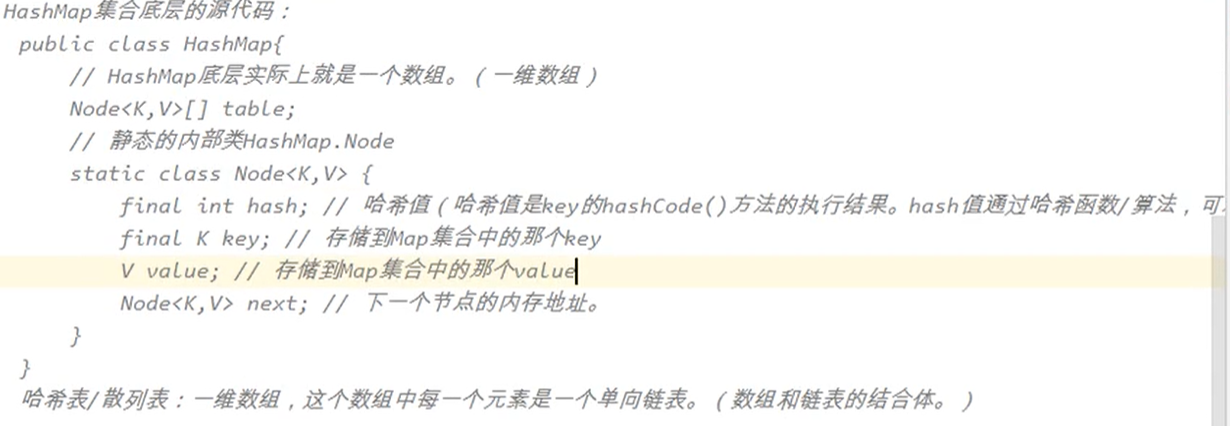 HashMap集合底层的源代码：
public class HashMap{
// HashMap底层实际上就是一个数组。（一维数组）
Node<K,V>[] table;
// 静态的内部类HashMap.Node
static class Node<K,V> {
final int hash; // 哈希值（哈希值是key的hashCode()方法的执行结果。hash值通过哈希函数/算法，可
final K key; // 存储到Map集合中的那个key
V value; // 存储到Map集合中的那个value
Node<K,V> next; // 下一个节点的内存地址。
}
}
哈希表/散列表：一维数组，这个数组中每一个元素是一个单向链表。（数组和链表的结合体。）